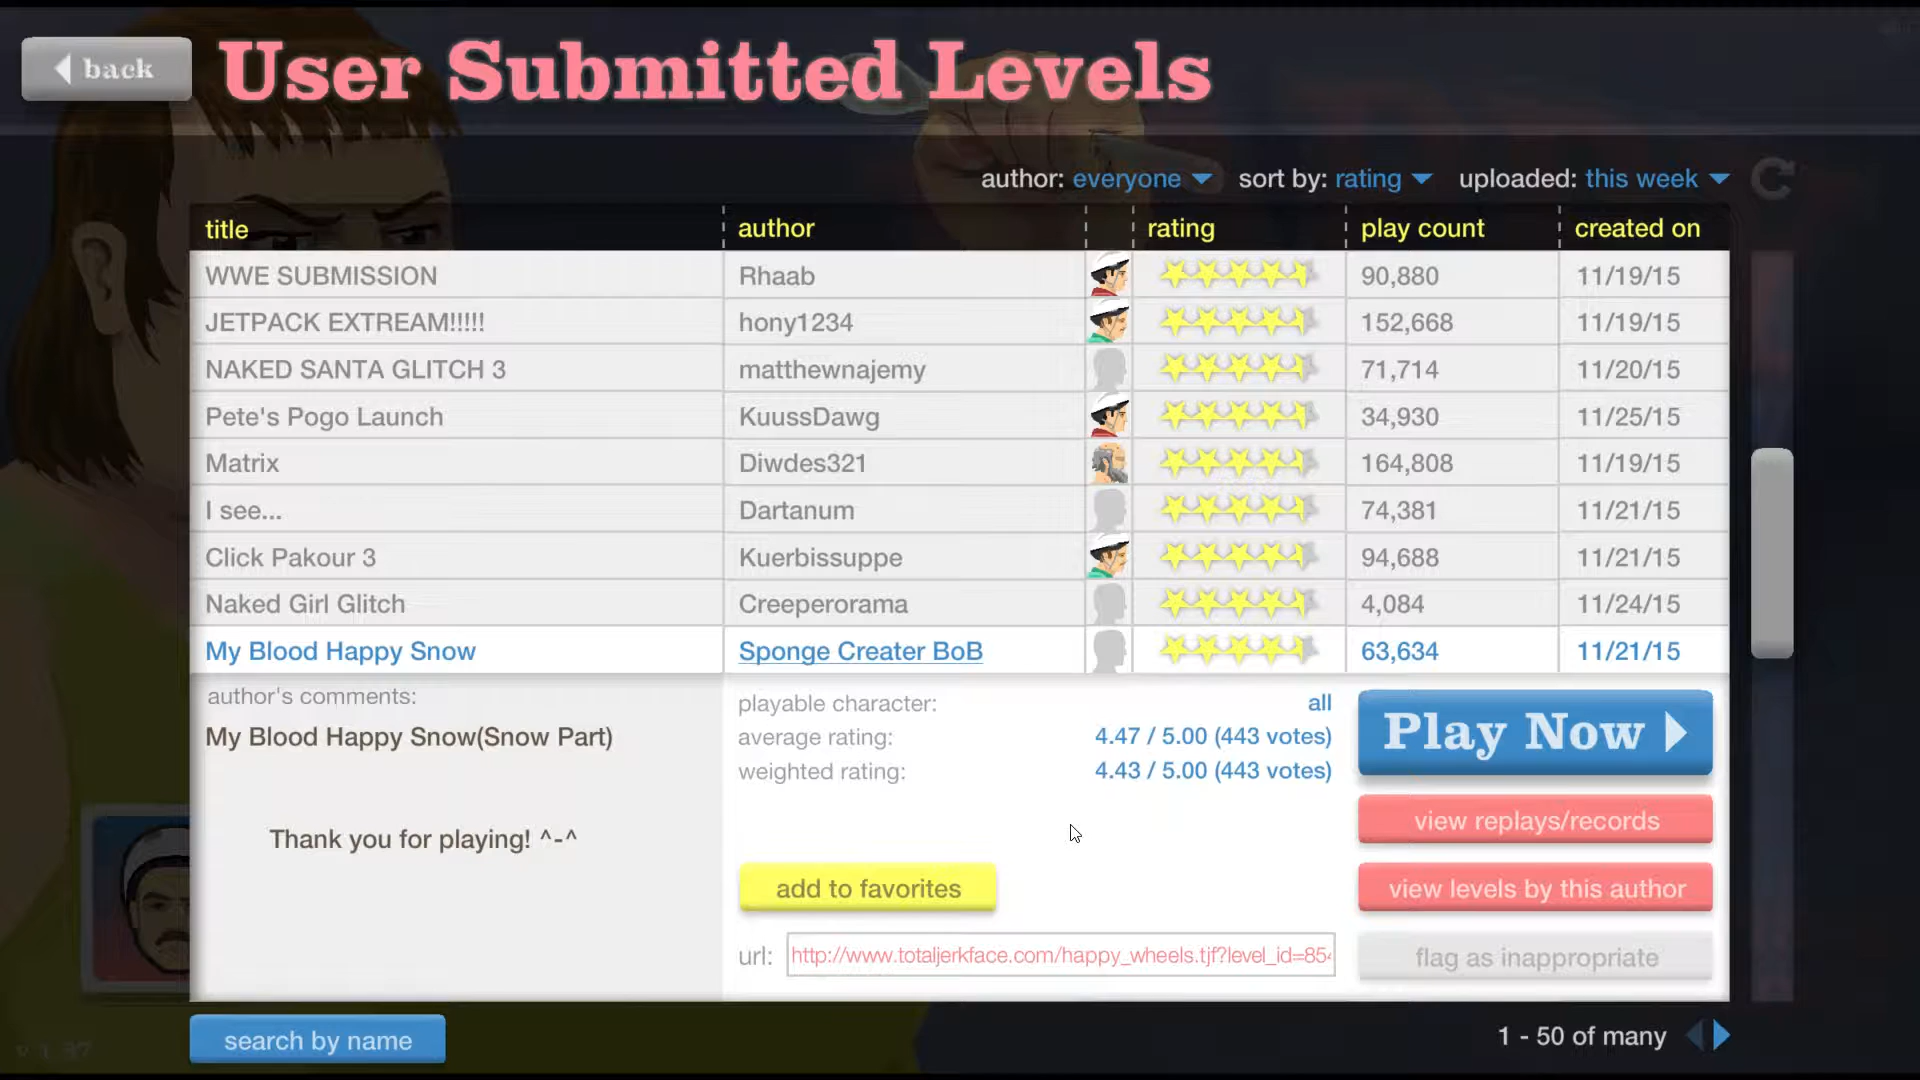 back
User Submitted Levels
author: everyone sort by: rating uploaded: this week
title author rating play count created on
WWE SUBMISSION Rhaab 90,880 11/19/15
JETPACK EXTREAM!!!!! hony1234 152,668 11/19/15
NAKED SANTA GLITCH 3 matthewnajemy 71,714 11/20/15
Pete's Pogo Launch KuussDawg 34,930 11/25/15
Matrix Diwdes321 164,808 11/19/15
I see... Dartanum 74,381 11/21/15
Click Pakour 3 Kuerbissuppe 94,688 11/21/15
Naked Girl Glitch Creeperorama 4,084 11/24/15
My Blood Happy Snow Sponge Creater BoB 63,634 11/21/15
author's comments:
My Blood Happy Snow(Snow Part)
Thank you for playing! ^-^
playable character: all
average rating: 4.47 / 5.00 (443 votes)
weighted rating: 4.43 / 5.00 (443 votes)
add to favorites
url: http://www.totaljerkface.com/happy_wheels.tjf?level_id=85
Play Now
view replays/records
view levels by this author
flag as inappropriate
search by name
1 - 50 of many